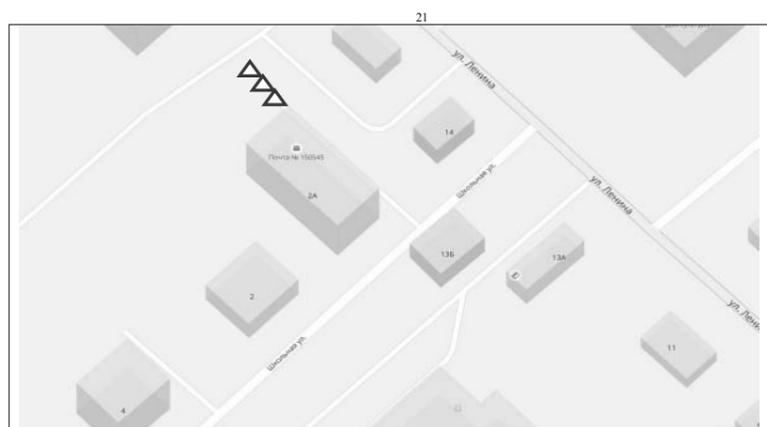 21
ул. Ленина
14
Почта № 150545
Школьная ул.
2А
ул. Ленина
13Б
13А
2
ул. Лени
Школьная ул.
11
4